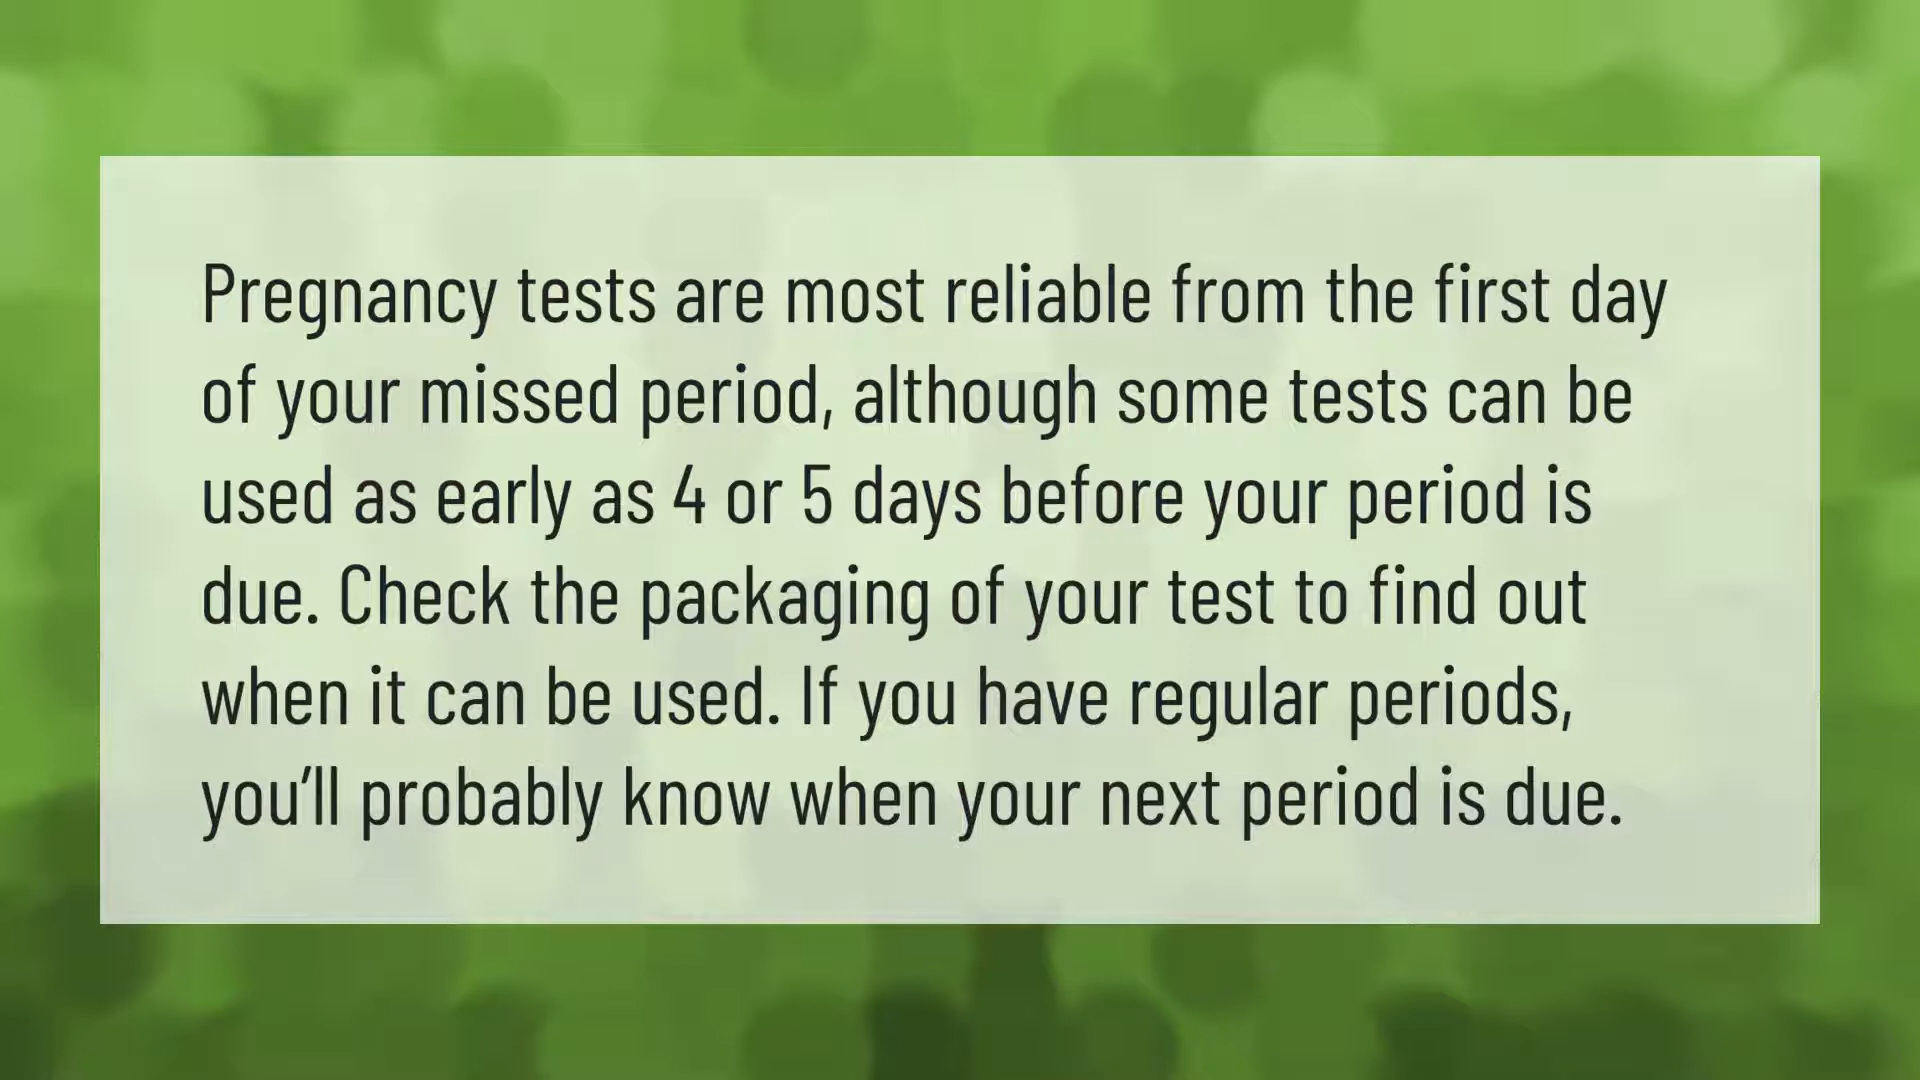 Pregnancy tests are most reliable from the first day
of your missed period, although some tests can be
used as early as 4 or 5 days before your period is
due. Check the packaging of your test to find out
when it can be used. If you have regular periods,
you’ll probably know when your next period is due.